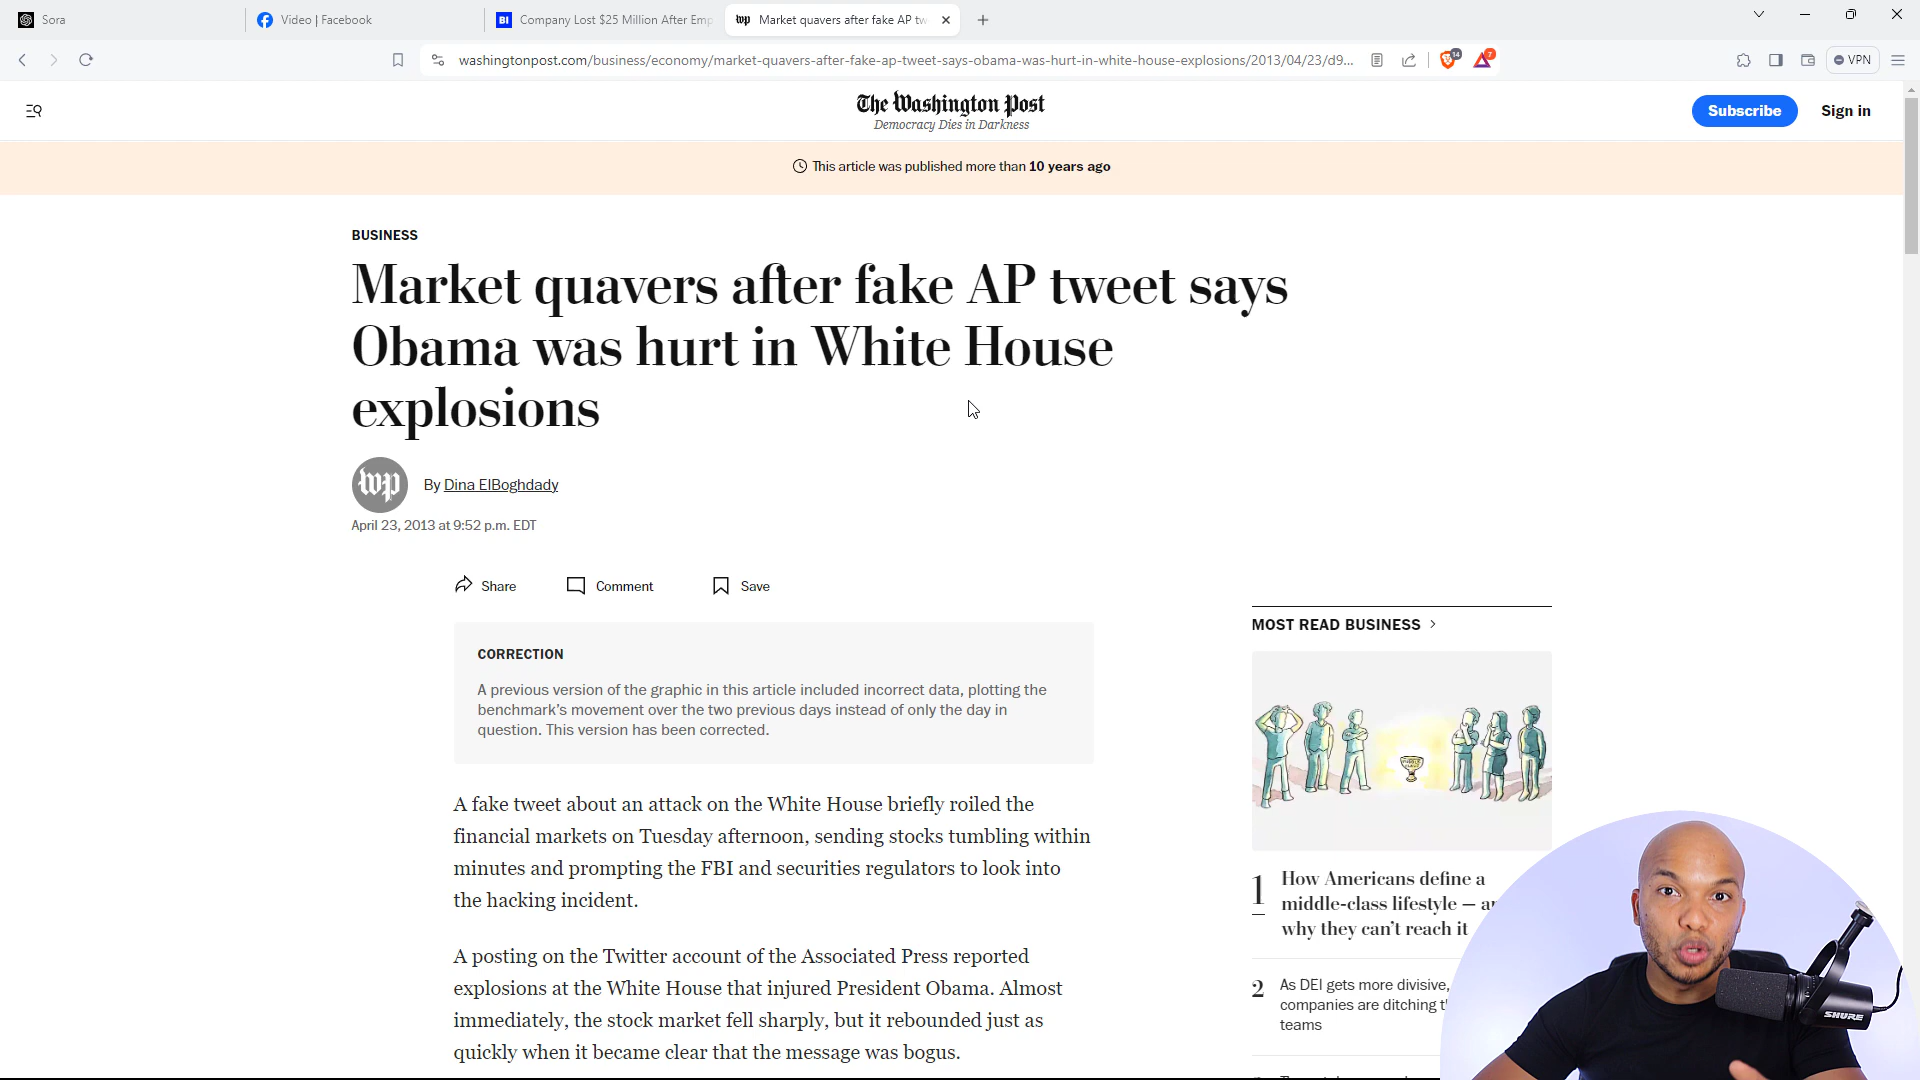 Sora
Video | Facebook
BI Company Lost $25 Million After Emp
wp Market quavers after fake AP tw
washingtonpost.com/business/economy/market-quavers-after-fake-ap-tweet-says-obama-was-hurt-in-white-house-explosions/2013/04/23/d9...
14
7
VPN
The Washington Post
Democracy Dies in Darkness
Subscribe
Sign in
This article was published more than 10 years ago
BUSINESS
Market quavers after fake AP tweet says
Obama was hurt in White House
explosions
wp
By Dina ElBoghdady
April 23, 2013 at 9:52 p.m. EDT
Share
Comment
Save
CORRECTION
A previous version of the graphic in this article included incorrect data, plotting the
benchmark's movement over the two previous days instead of only the day in
question. This version has been corrected.
A fake tweet about an attack on the White House briefly roiled the
financial markets on Tuesday afternoon, sending stocks tumbling within
minutes and prompting the FBI and securities regulators to look into
the hacking incident.
A posting on the Twitter account of the Associated Press reported
explosions at the White House that injured President Obama. Almost
immediately, the stock market fell sharply, but it rebounded just as
quickly when it became clear that the message was bogus.
MOST READ BUSINESS
1
How Americans define a
middle-class lifestyle —
why they can't reach it
2
As DEI gets more divisive,
companies are ditching
teams
SHURE